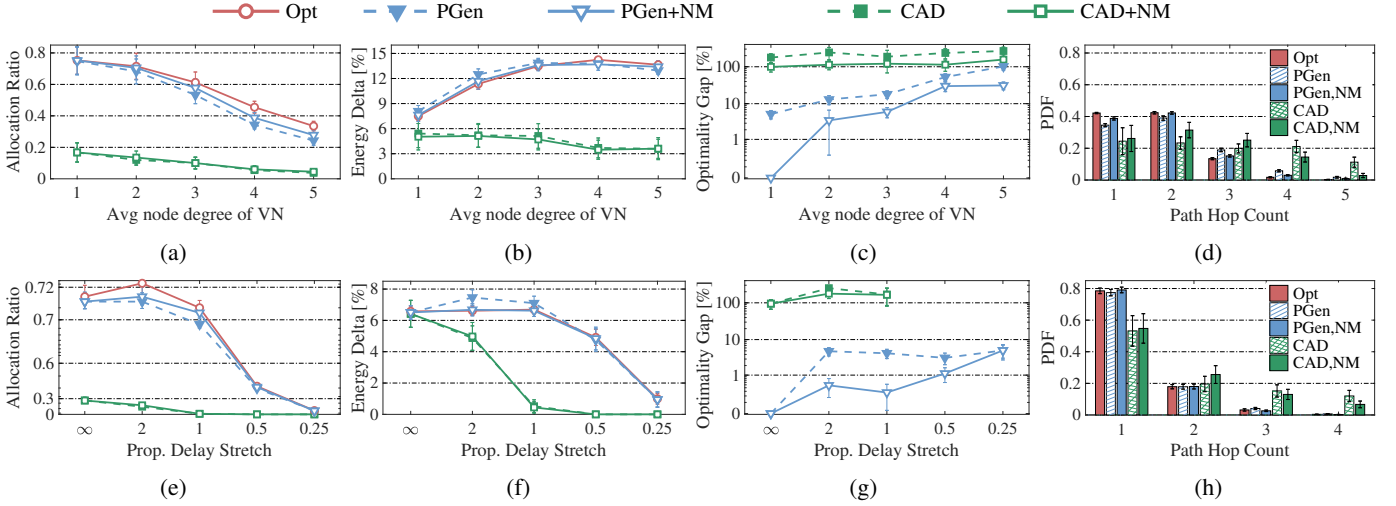 Opt PGen PGen+NM CAD CAD+NM
Allocation Ratio
0.8
0.6
0.4
0.2
0
1 2 3 4 5
Avg node degree of VN
(a)
Energy Delta [%]
15
12
9
6
3
0
1 2 3 4 5
Avg node degree of VN
(b)
Optimality Gap [%]
100
10
1
0
1 2 3 4 5
Avg node degree of VN
(c)
PDF
0.8
0.6
0.4
0.2
0
Opt
PGen
PGen,NM
CAD
CAD,NM
1 2 3 4 5
Path Hop Count
(d)
Allocation Ratio
0.72
0.7
0.6
0.3
0
∞ 2 1 0.5 0.25
Prop. Delay Stretch
(e)
Energy Delta [%]
8
6
4
2
0
∞ 2 1 0.5 0.25
Prop. Delay Stretch
(f)
Optimality Gap [%]
100
10
1
0
∞ 2 1 0.5 0.25
Prop. Delay Stretch
(g)
PDF
0.8
0.6
0.4
0.2
0
Opt
PGen
PGen,NM
CAD
CAD,NM
1 2 3 4
Path Hop Count
(h)